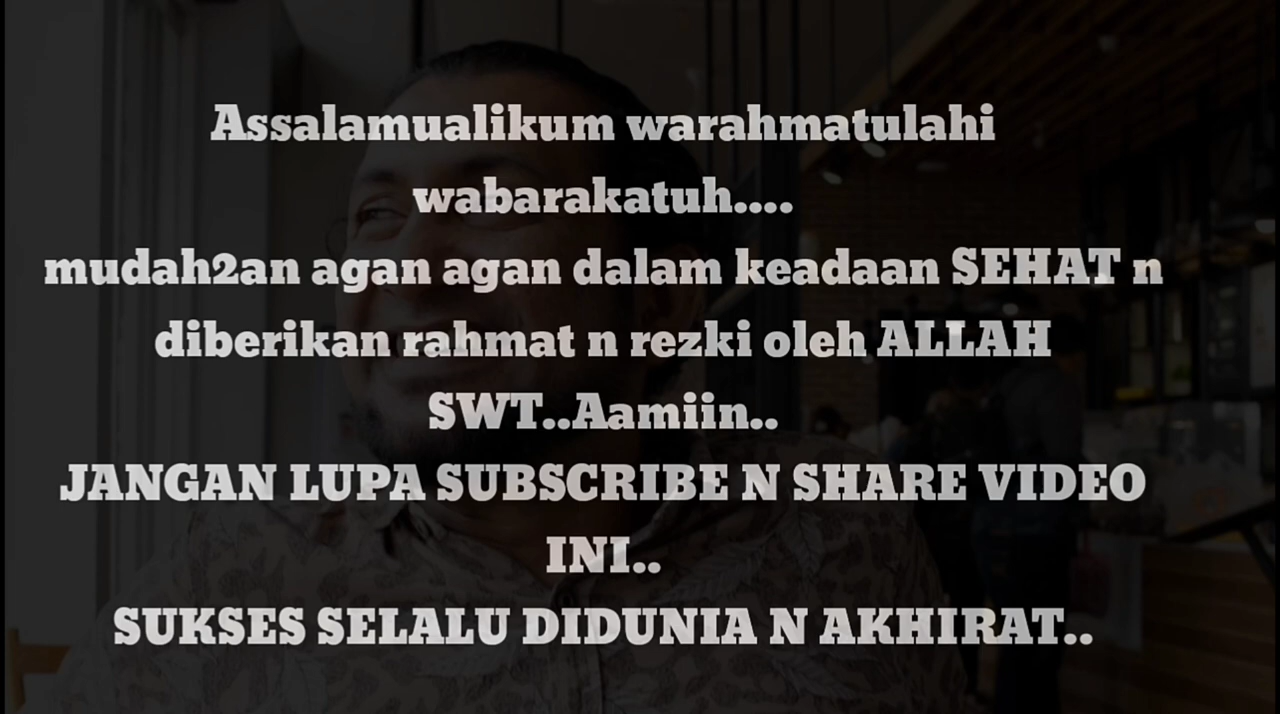 Assalamualikum warahmatulahi
wabarakatuh....
mudah2an agan agan dalam keadaan SEHAT n
diberikan rahmat n rezki oleh ALLAH
SWT..Aamiin..
JANGAN LUPA SUBSCRIBE N SHARE VIDEO
INI..
SUKSES SELALU DIDUNIA N AKHIRAT..